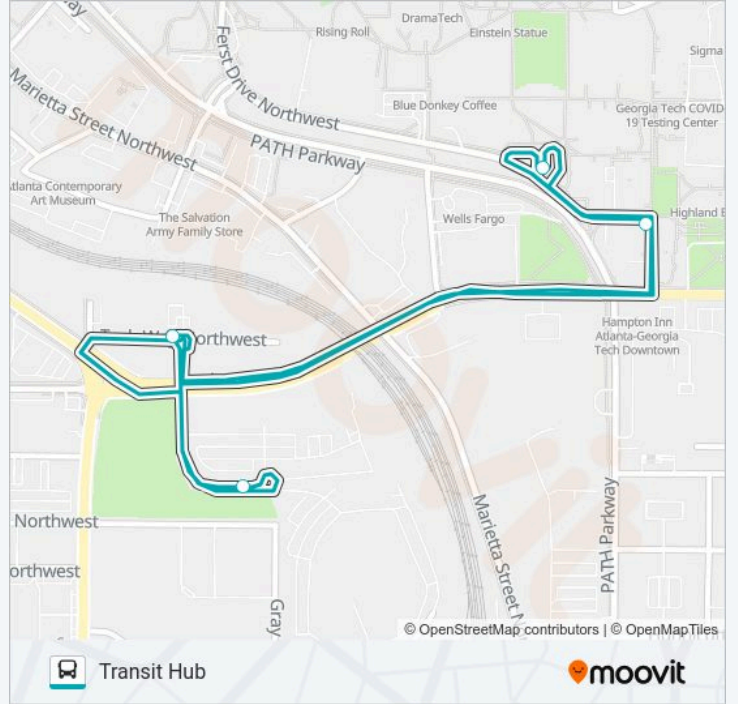 DramaTech
Rising Roll
Einstein Statue
Sigma
Ferst Drive Northwest
Blue Donkey Coffee
Georgia Tech COVID-
19 Testing Center
Marietta Street Northwest
PATH Parkway
Atlanta Contemporary
Art Museum
The Salvation
Army Family Store
Wells Fargo
Highland
Hampton Inn
Atlanta-Georgia
Tech Downtown
Northwest
PATH Parkway
Marietta Street N
Northwest
orthwest
Gray
© OpenStreetMap contributors | © OpenMapTiles
Transit Hub
moovit